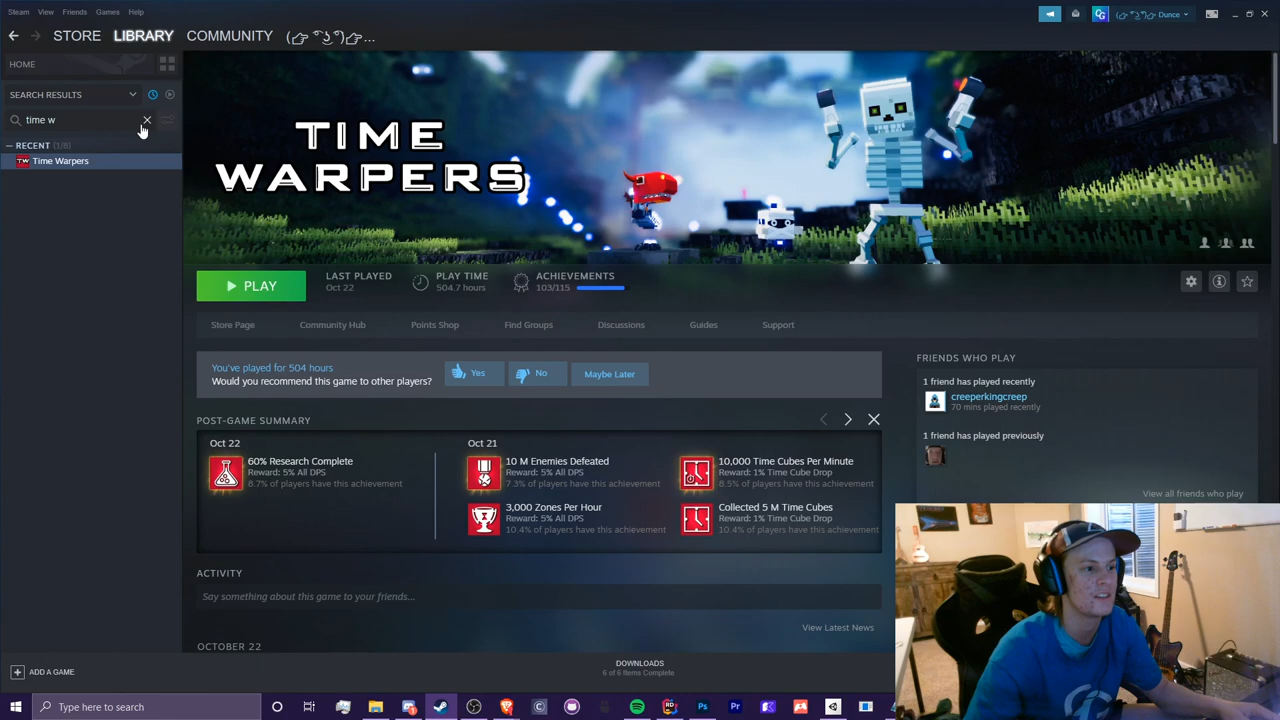 Steam View Friends Games Help
Dunce
STORE LIBRARY COMMUNITY (👉 ͡° ͜ʖ ͡°)👉...
HOME
SEARCH RESULTS
time w
— RECENT (1/8)
TW Time Warpers
TIME
WARPERS
PLAY
LAST PLAYED
Oct 22
PLAY TIME
504.7 hours
ACHIEVEMENTS
103/115
Store Page Community Hub Points Shop Find Groups Discussions Guides Support
You've played for 504 hours
Would you recommend this game to other players?
Yes No Maybe Later
FRIENDS WHO PLAY
1 friend has played recently
creeperkingcreep
70 mins played recently
1 friend has played previously
View all friends who play
POST-GAME SUMMARY
Oct 22
60% Research Complete
Reward: 5% All DPS
8.7% of players have this achievement
Oct 21
10 M Enemies Defeated
Reward: 5% All DPS
7.3% of players have this achievement
10,000 Time Cubes Per Minute
Reward: 1% Time Cube Drop
8.5% of players have this achievement
3,000 Zones Per Hour
Reward: 5% All DPS
10.4% of players have this achievement
Collected 5 M Time Cubes
Reward: 1% Time Cube Drop
10.4% of players have this achievement
ACTIVITY
Say something about this game to your friends...
View Latest News
OCTOBER 22
+ ADD A GAME
DOWNLOADS
6 of 6 Items Complete
Type here to search
C
RD
Ps
Pr